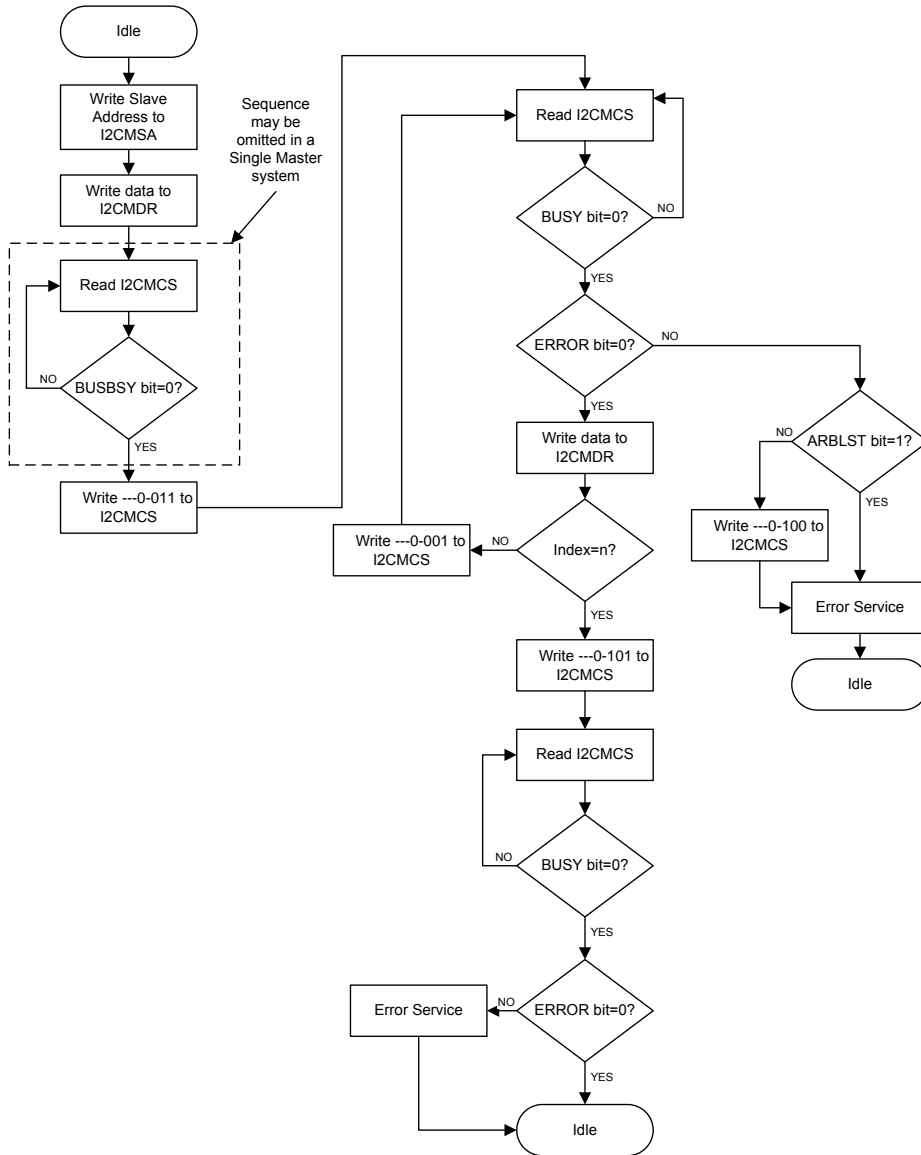 Idle
Write Slave
Address to
I2CMSA
Sequence
may be
omitted in a
Single Master
system
Write data to
I2CMDR
Read I2CMCS
BUSBSY bit=0?
NO
YES
Write ---0-011 to
I2CMCS
Read I2CMCS
BUSY bit=0?
NO
YES
ERROR bit=0?
NO
YES
Write data to
I2CMDR
ARBLST bit=1?
NO
YES
Write ---0-100 to
I2CMCS
Error Service
Idle
Index=n?
NO
Write ---0-001 to
I2CMCS
YES
Write ---0-101 to
I2CMCS
Read I2CMCS
BUSY bit=0?
NO
YES
ERROR bit=0?
NO
Error Service
YES
Idle